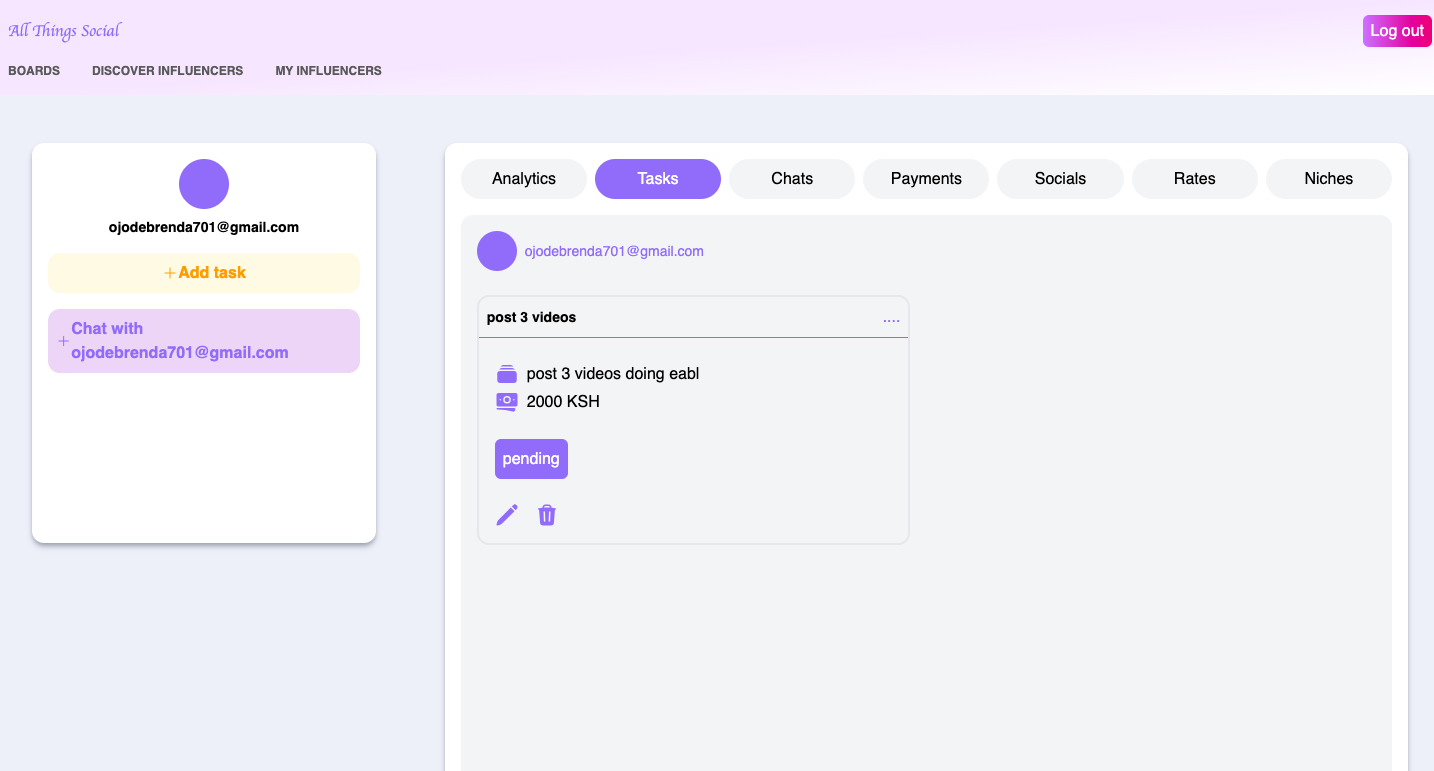 All Things Social
Log out
BOARDS DISCOVER INFLUENCERS MY INFLUENCERS
ojodebrenda701@gmail.com
+Add task
+ Chat with
ojodebrenda701@gmail.com
Analytics Tasks Chats Payments Socials Rates Niches
ojodebrenda701@gmail.com
post 3 videos ....
post 3 videos doing eabl
2000 KSH
pending